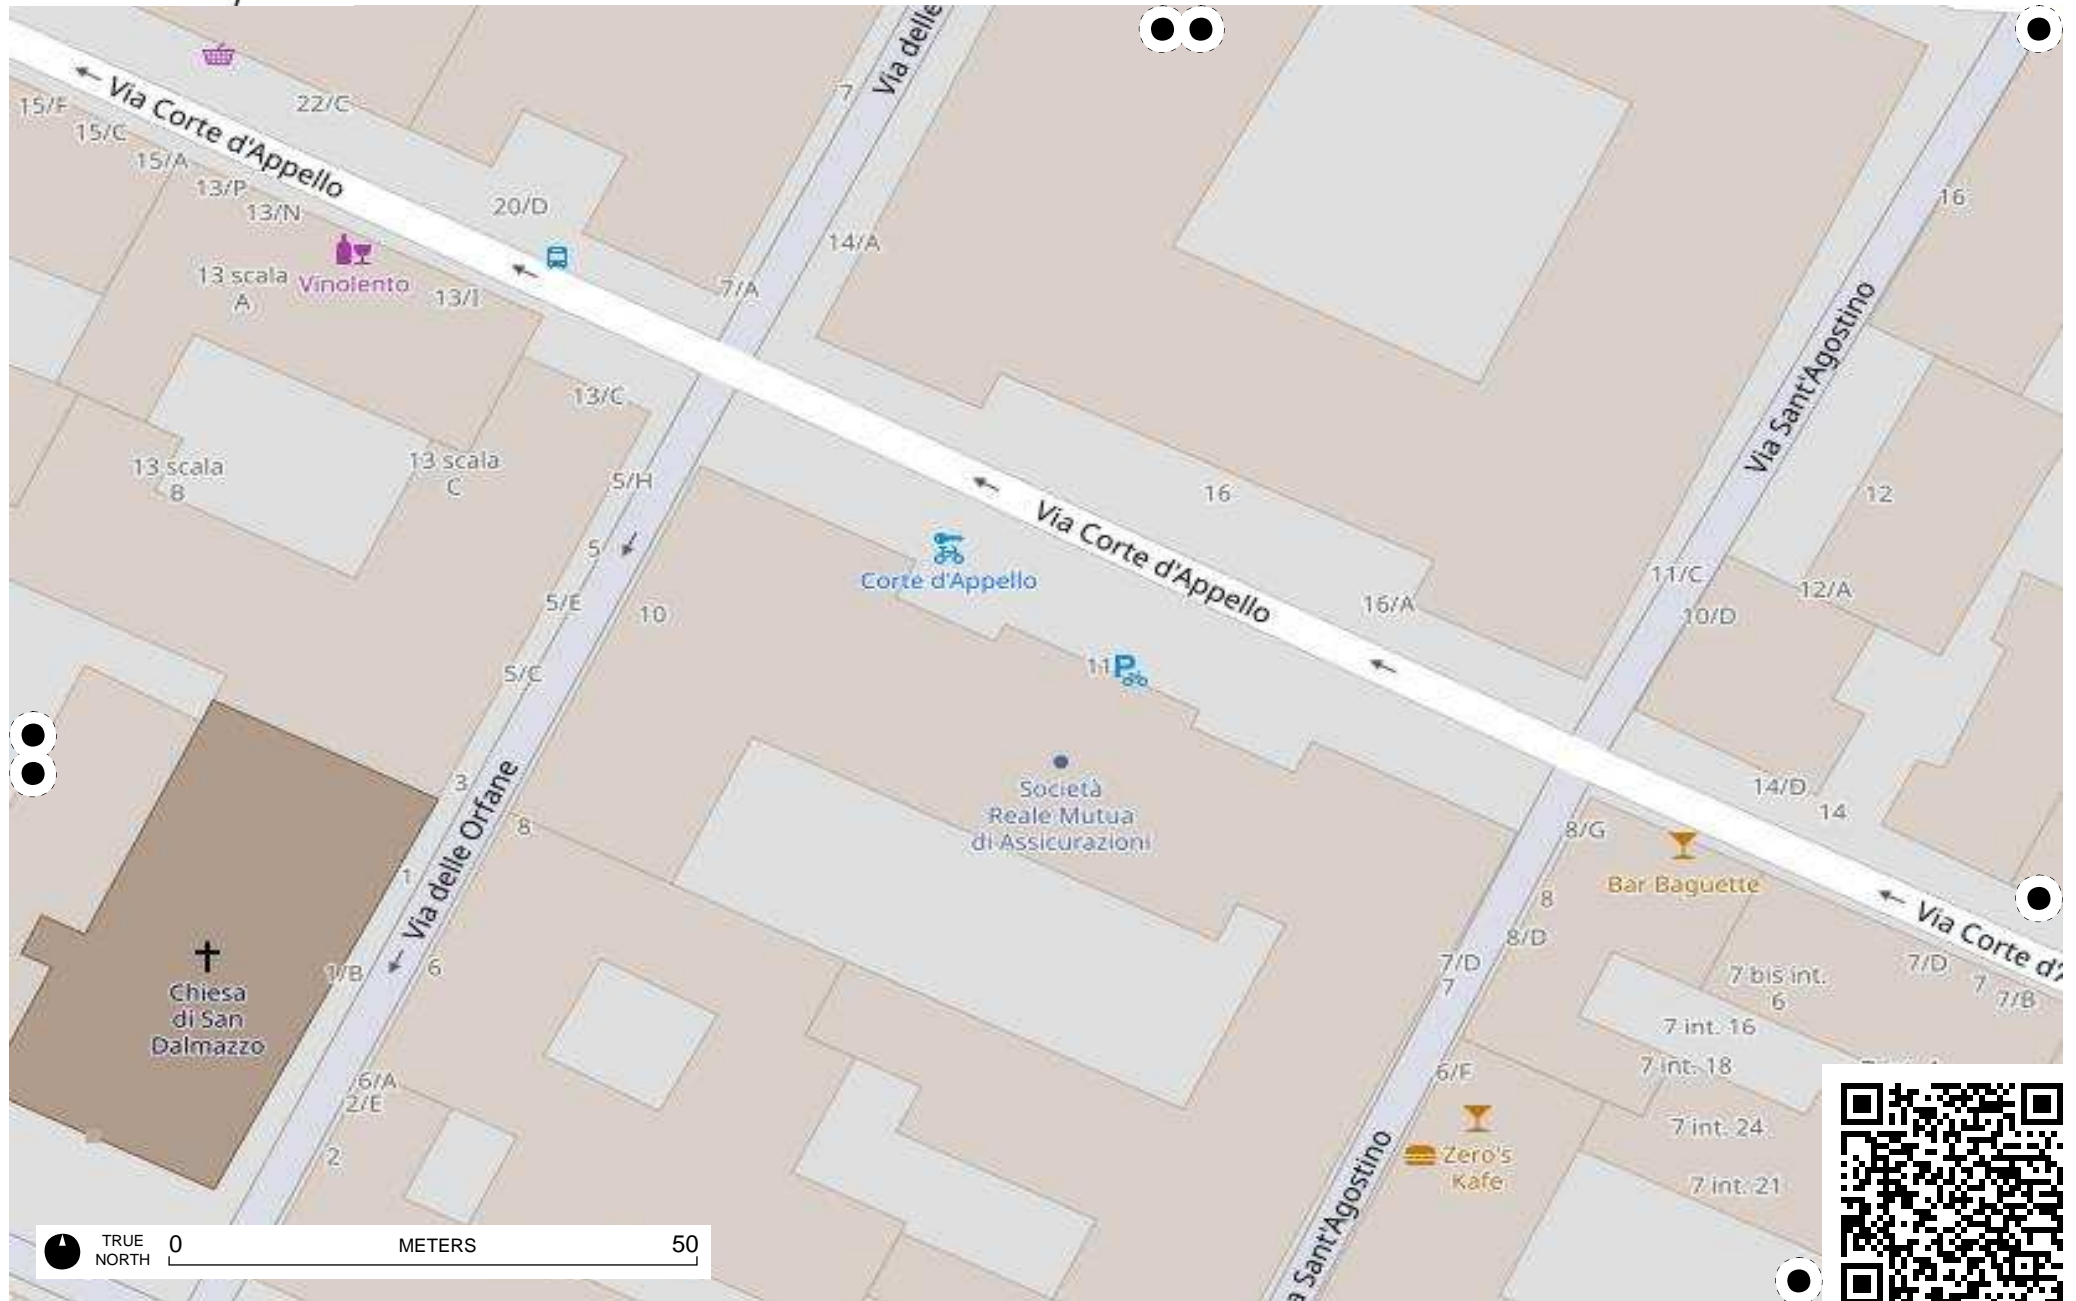 Via delle
22/C
7
15/F
15/C
Via Corte d'Appello
15/A
13/P
13/N
20/D
16
14/A
13 scala
A
Vinolento
13/I
7/A
Via Sant'Agostino
13/C
13 scala
B
13 scala
C
5/H
16
12
Via Corte d'Appello
5
Corte d'Appello
11/C
12/A
5/E
10
16/A
10/D
11
P
5/C
3
Via delle Orfane
8
Società
Reale Mutua
di Assicurazioni
14/D
14
8/G
1
Bar Baguette
8
8/D
Via Corte d'
1/B
6
7/D
7
7 bis int.
6
7/D
7
7/B
Chiesa
di San
Dalmazzo
7 int. 16
7 int. 18
6/A
2/E
6/F
7 int. 24
2
Zero's
Kafe
7 int. 21
a Sant'Agostino
TRUE
NORTH
0 METERS 50